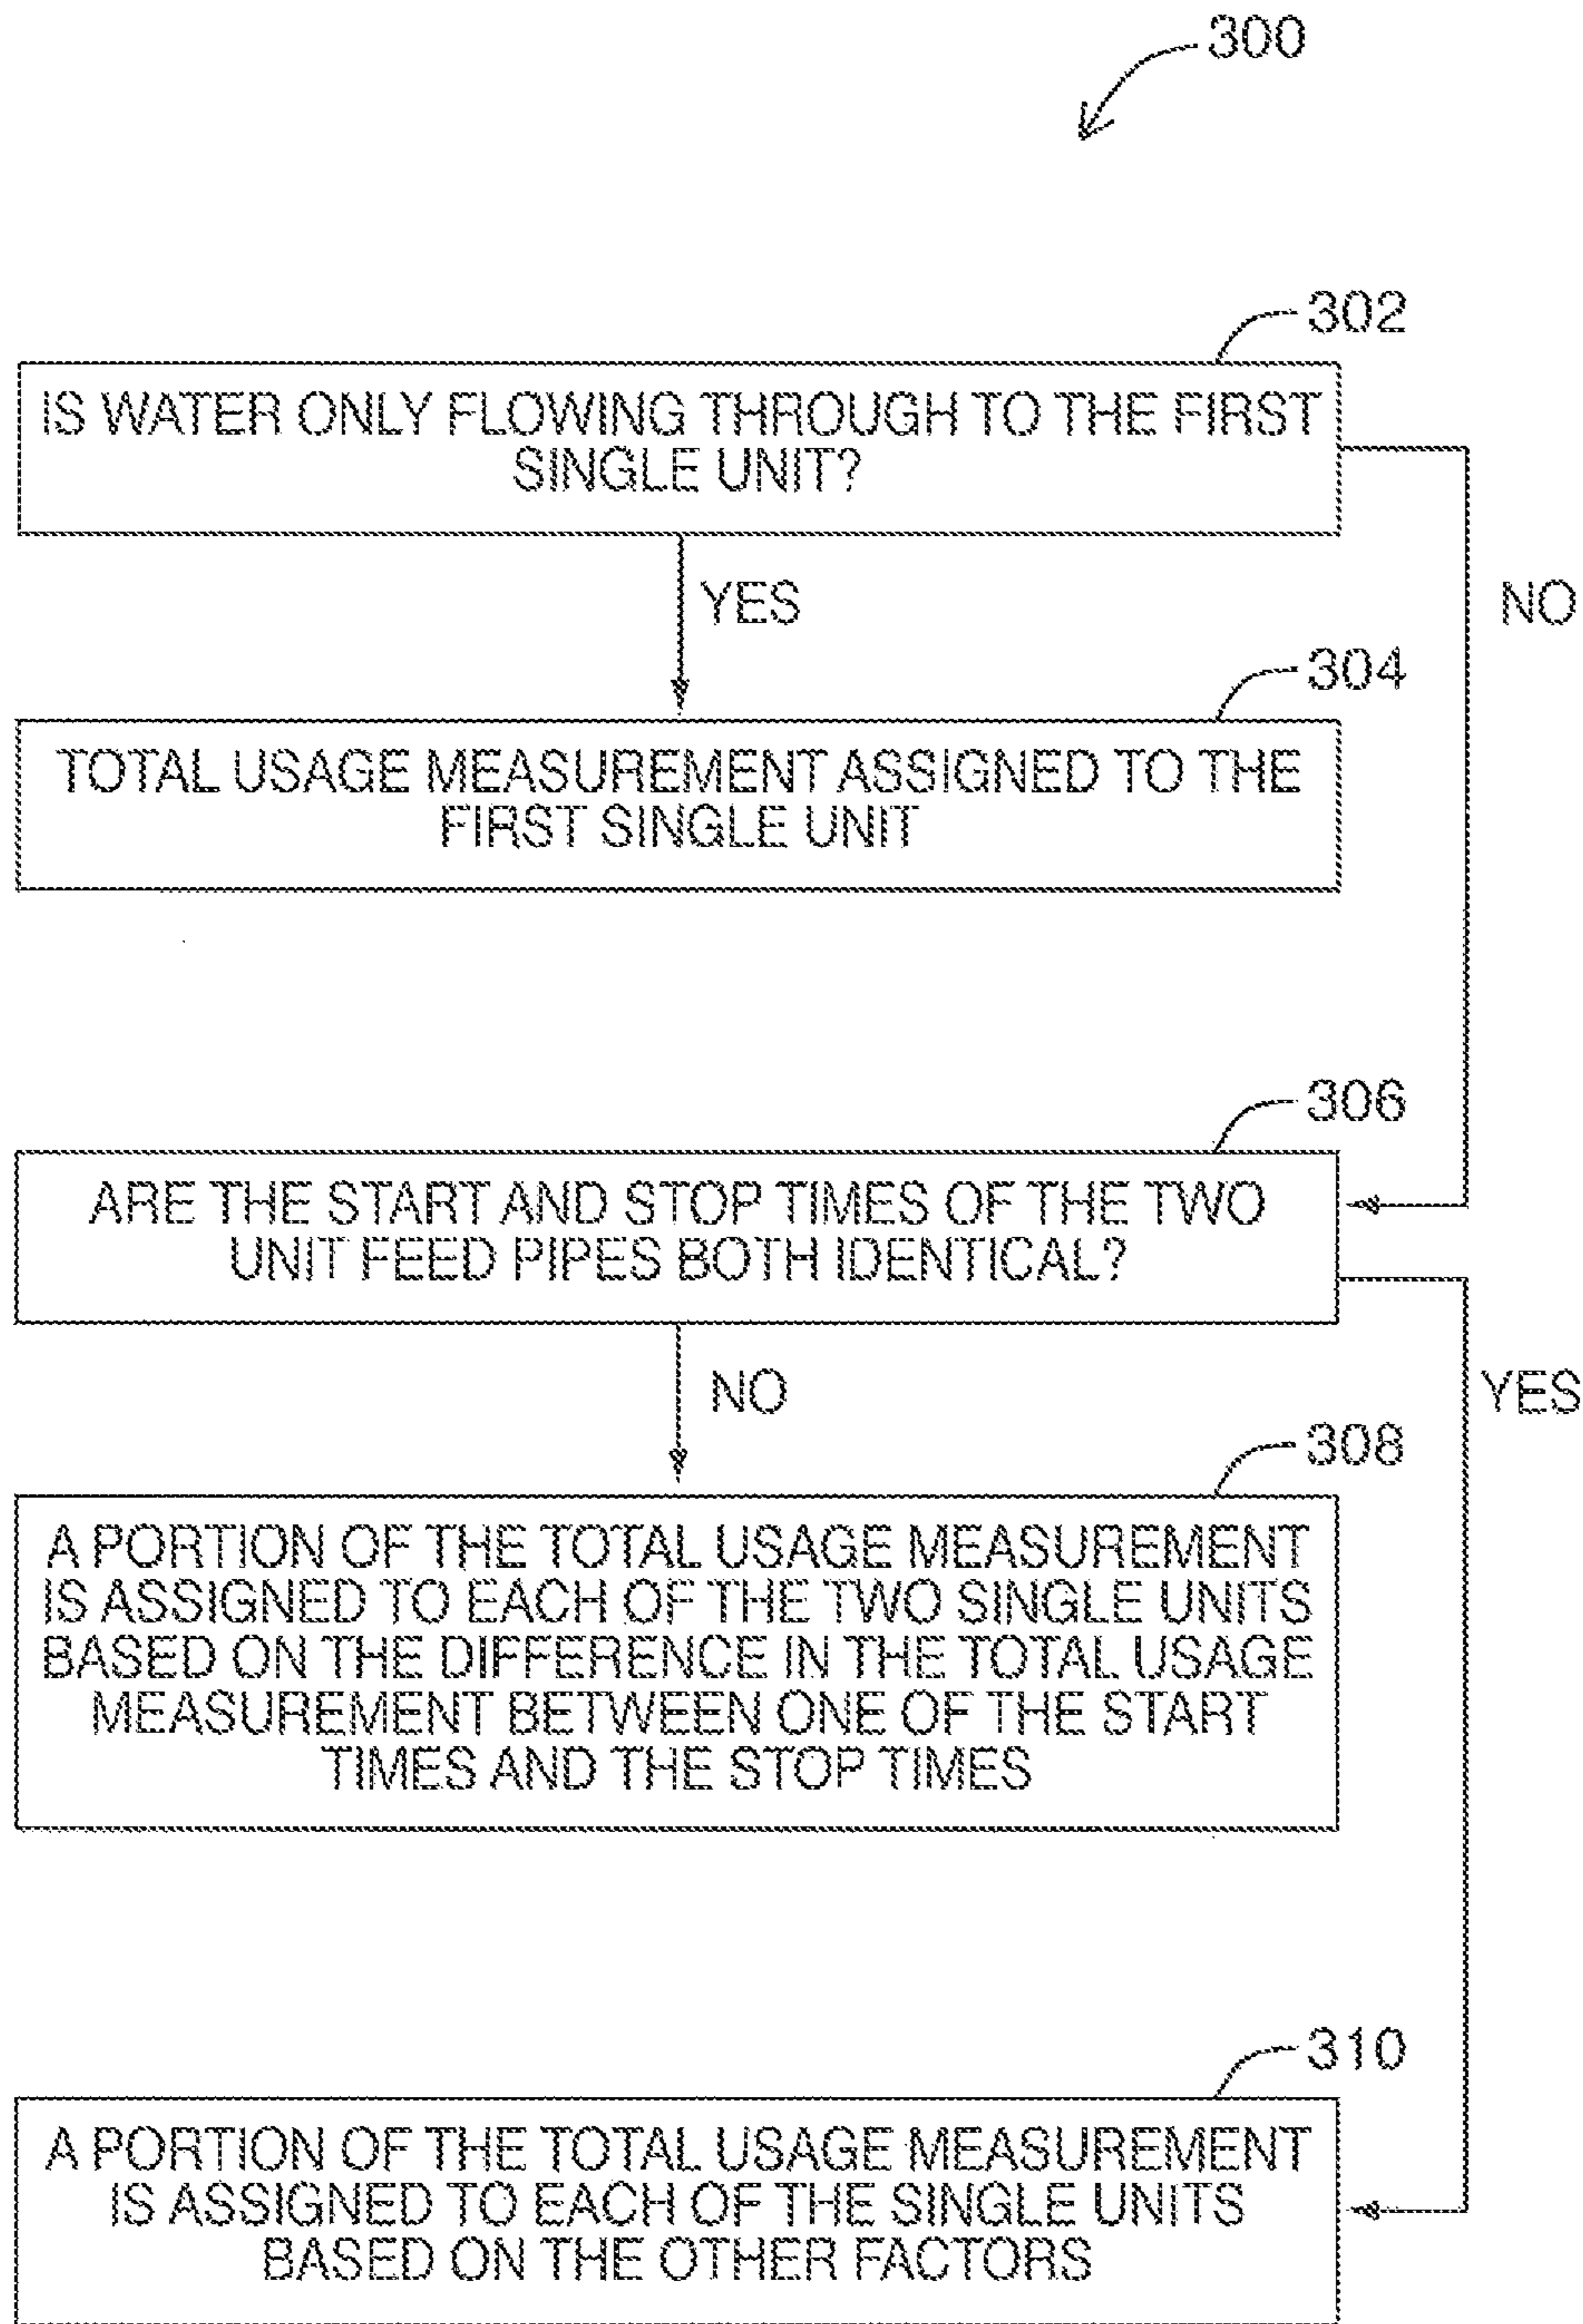 300
302
IS WATER ONLY FLOWING THROUGH TO THE FIRST
SINGLE UNIT?
YES
NO
304
TOTAL USAGE MEASUREMENT ASSIGNED TO THE
FIRST SINGLE UNIT
306
ARE THE START AND STOP TIMES OF THE TWO
UNIT FEED PIPES BOTH IDENTICAL?
NO
YES
308
A PORTION OF THE TOTAL USAGE MEASUREMENT
IS ASSIGNED TO EACH OF THE TWO SINGLE UNITS
BASED ON THE DIFFERENCE IN THE TOTAL USAGE
MEASUREMENT BETWEEN ONE OF THE START
TIMES AND THE STOP TIMES
310
A PORTION OF THE TOTAL USAGE MEASUREMENT
IS ASSIGNED TO EACH OF THE SINGLE UNITS
BASED ON THE OTHER FACTORS